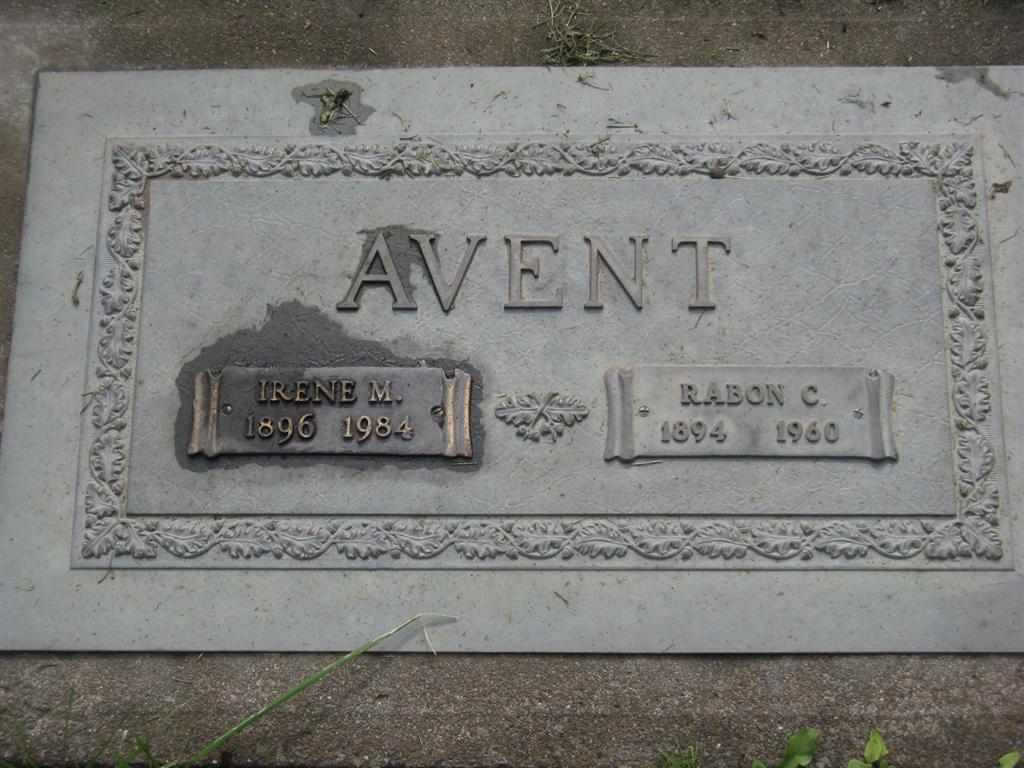 AVENT
IRENE M.
1896 1984
RABON C.
1894 1960